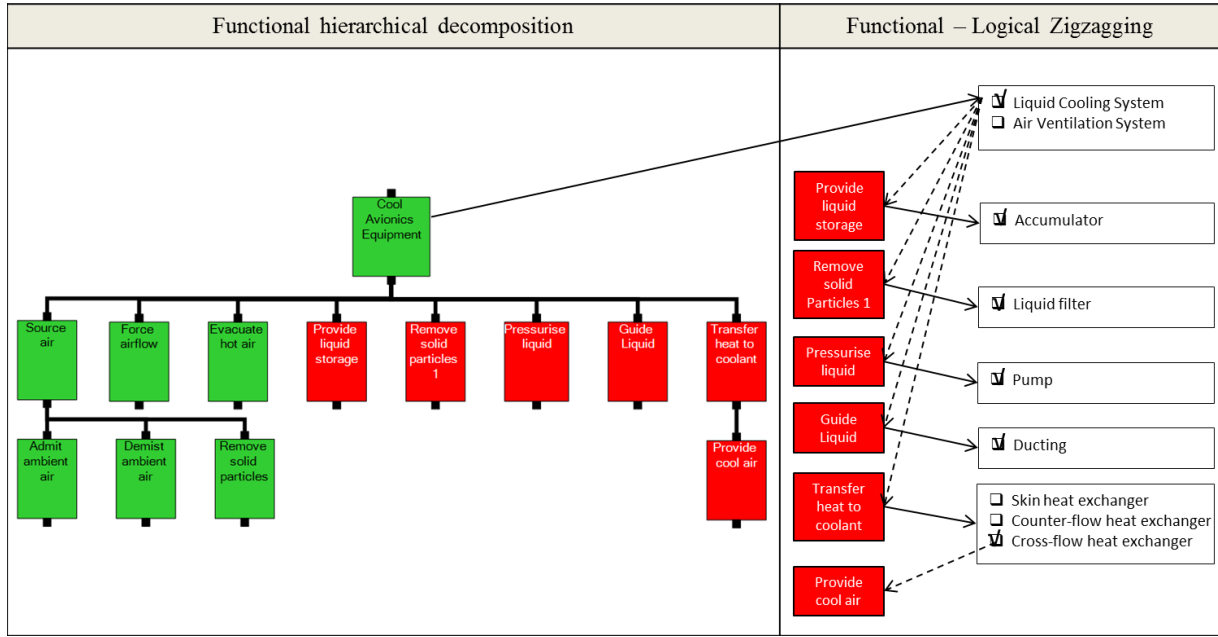 Functional hierarchical decomposition
Functional – Logical Zigzagging
Cool
Avionics
Equipment
Source
air
Force
airflow
Evacuate
hot air
Provide
liquid
storage
Remove
solid
particles
1
Pressurise
liquid
Guide
Liquid
Transfer
heat to
coolant
Admit
ambient
air
Demist
ambient
air
Remove
solid
particles
Provide
cool air
Liquid Cooling System
Air Ventilation System
Provide
liquid
storage
Accumulator
Remove
solid
Particles 1
Liquid filter
Pressurise
liquid
Pump
Guide
Liquid
Ducting
Transfer
heat to
coolant
Skin heat exchanger
Counter-flow heat exchanger
Cross-flow heat exchanger
Provide
cool air